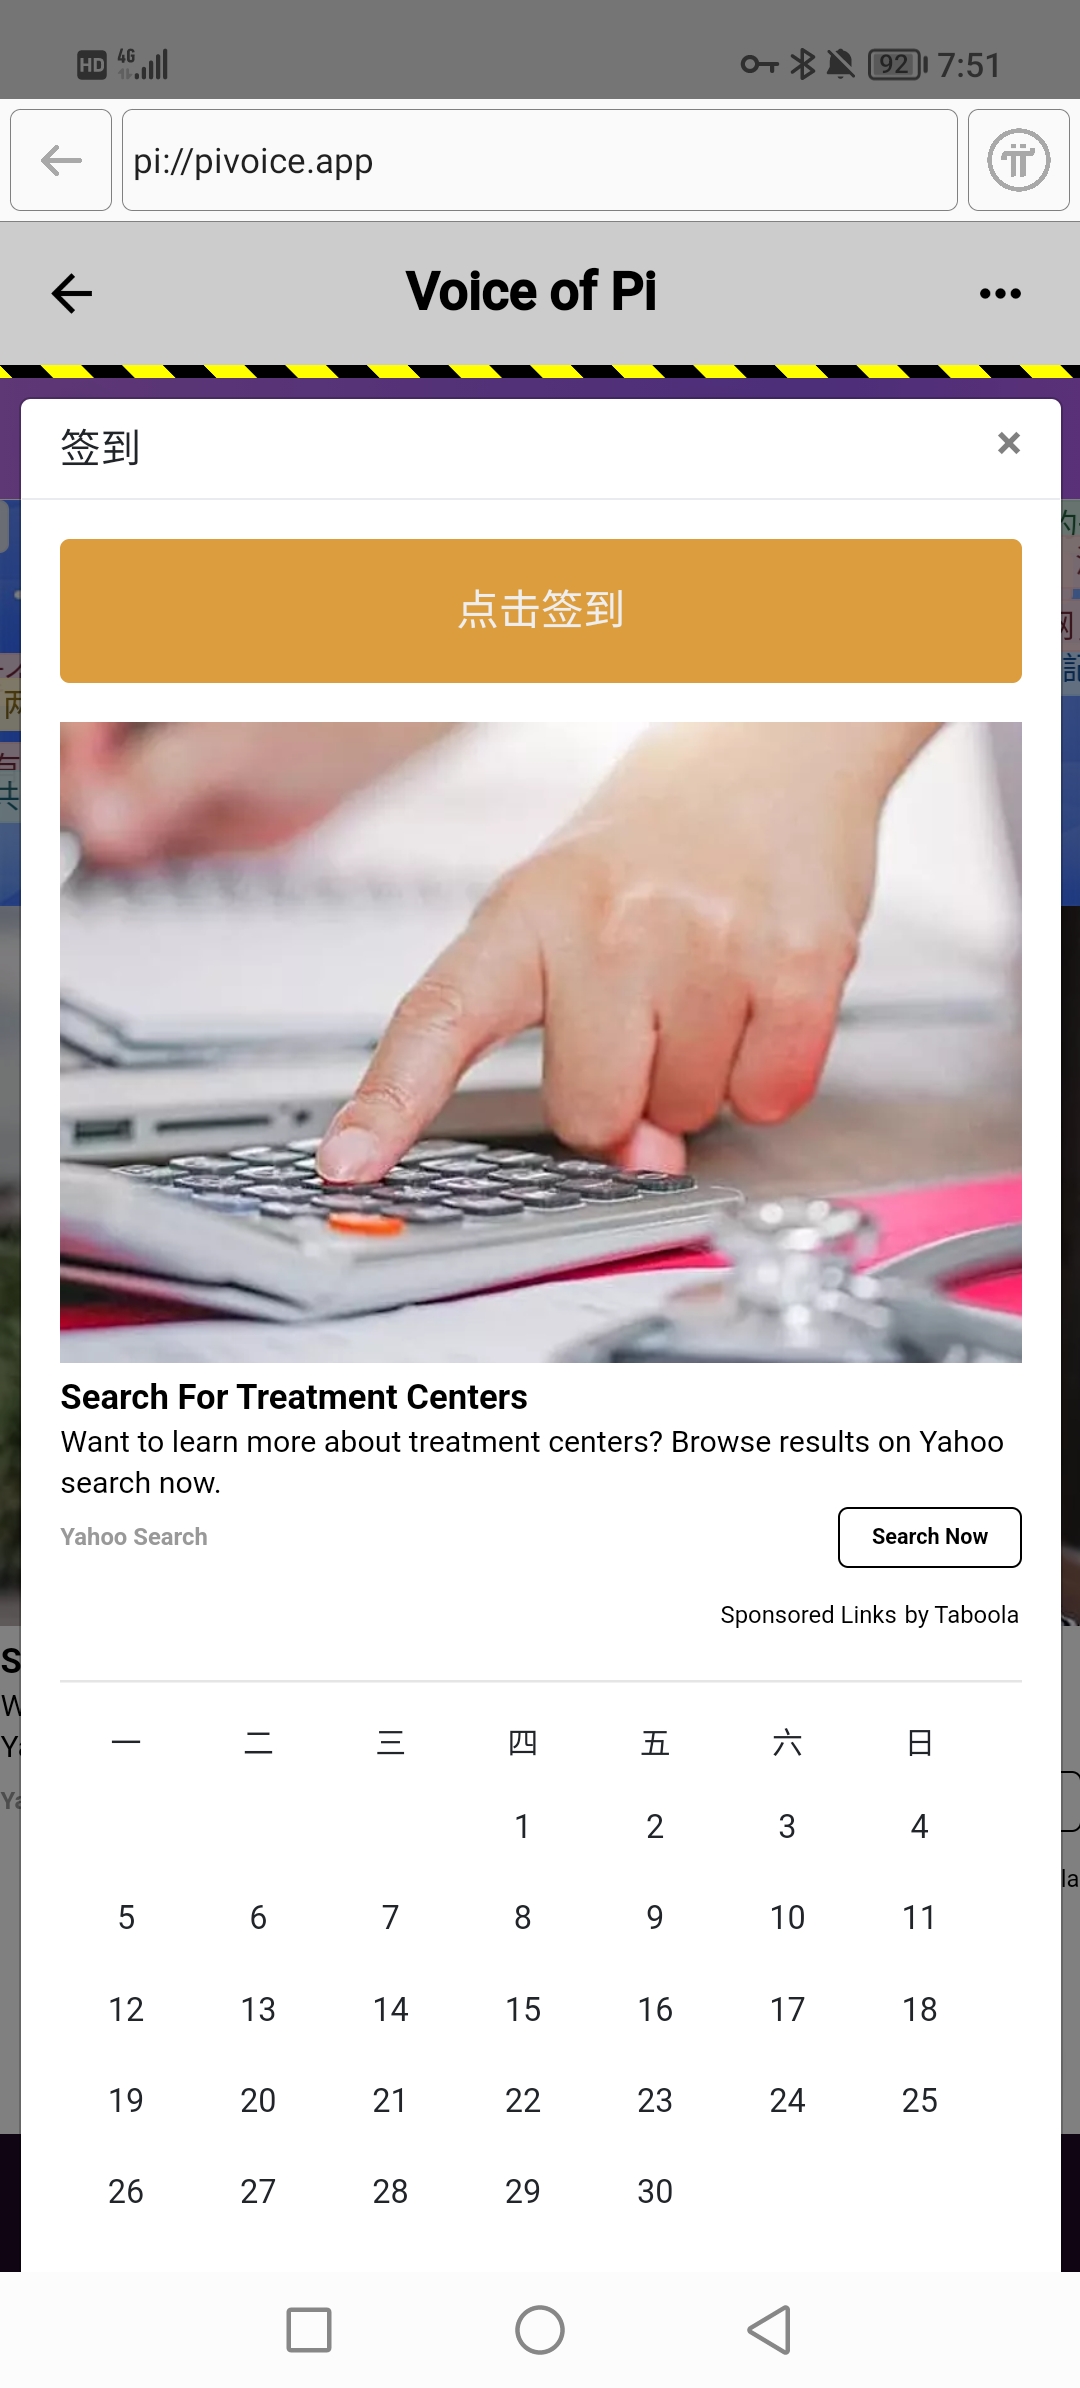 HD 4G 92 7:51
pi://pivoice.app
Voice of Pi
签到 ×
点击签到
Search For Treatment Centers
Want to learn more about treatment centers? Browse results on Yahoo
search now.
Yahoo Search Search Now
Sponsored Links by Taboola
一 二 三 四 五 六 日
1 2 3 4
5 6 7 8 9 10 11
12 13 14 15 16 17 18
19 20 21 22 23 24 25
26 27 28 29 30